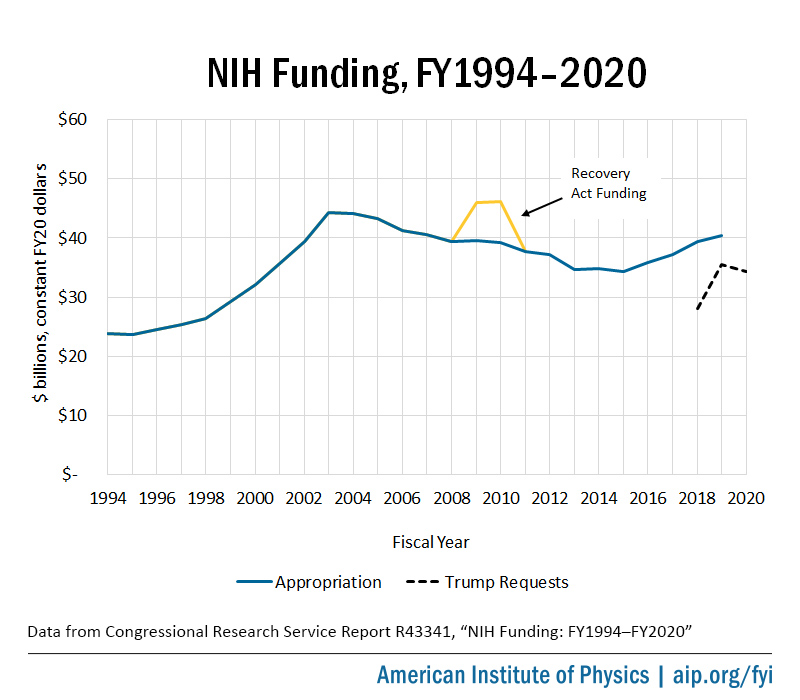 NIH Funding, FY1994–2020
$ billions, constant FY20 dollars
$60
$50
$40
$30
$20
$10
$-
Recovery
Act Funding
1994 1996 1998 2000 2002 2004 2006 2008 2010 2012 2014 2016 2018 2020
Fiscal Year
Appropriation Trump Requests
Data from Congressional Research Service Report R43341, “NIH Funding: FY1994–FY2020”
American Institute of Physics | aip.org/fyi